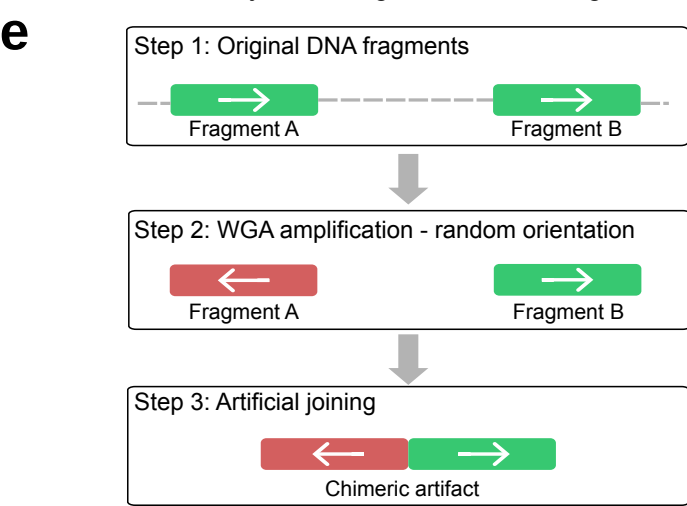 e
Step 1: Original DNA fragments
Fragment A
Fragment B
Step 2: WGA amplification - random orientation
Fragment A
Fragment B
Step 3: Artificial joining
Chimeric artifact